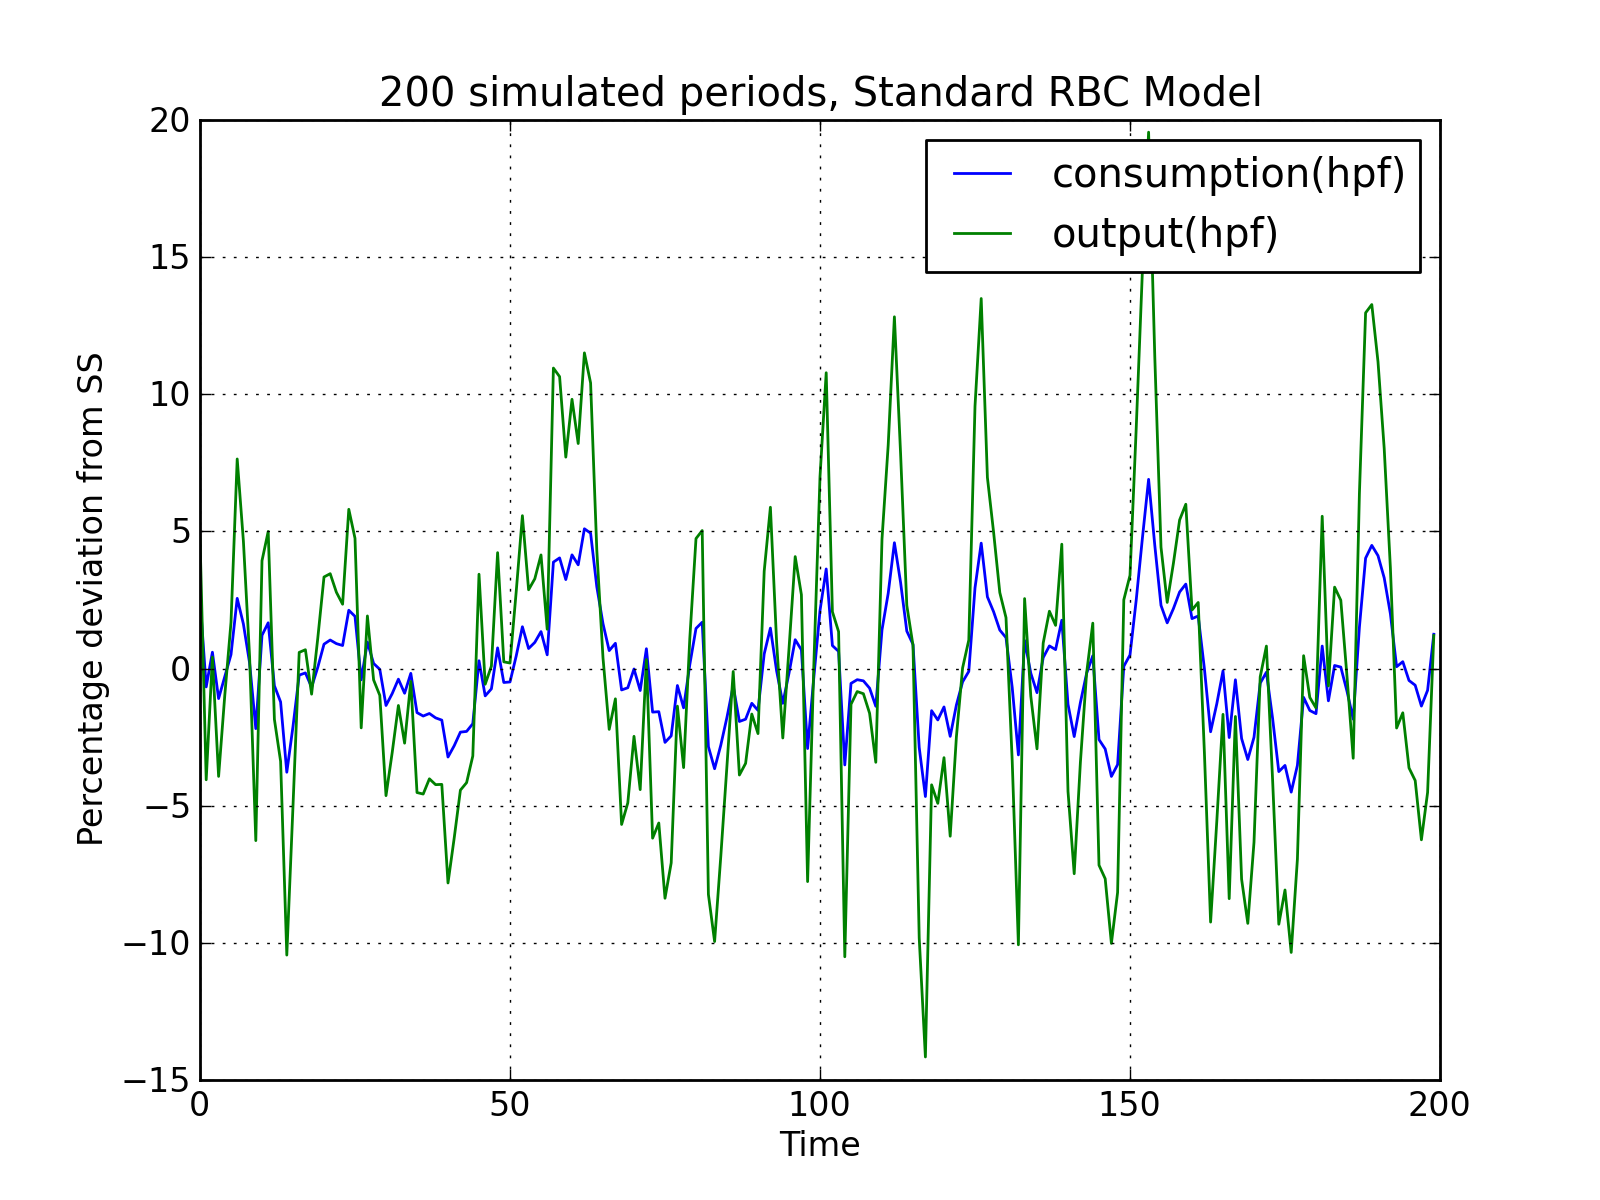 200 simulated periods, Standard RBC Model
consumption(hpf)
output(hpf)
Percentage deviation from SS
20
15
10
5
0
−5
−10
−15
0 50 100 150 200
Time